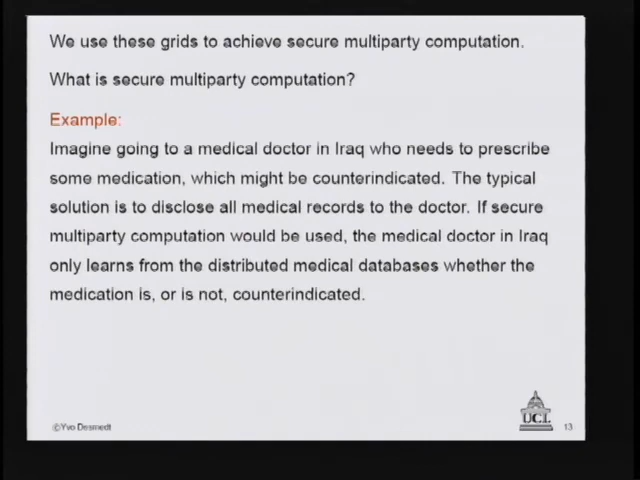 We use these grids to achieve secure multiparty computation.
What is secure multiparty computation?
Example:
Imagine going to a medical doctor in Iraq who needs to prescribe
some medication, which might be counterindicated. The typical
solution is to disclose all medical records to the doctor. If secure
multiparty computation would be used, the medical doctor in Iraq
only learns from the distributed medical databases whether the
medication is, or is not, counterindicated.
©Yvo Desmedt
UCL
13